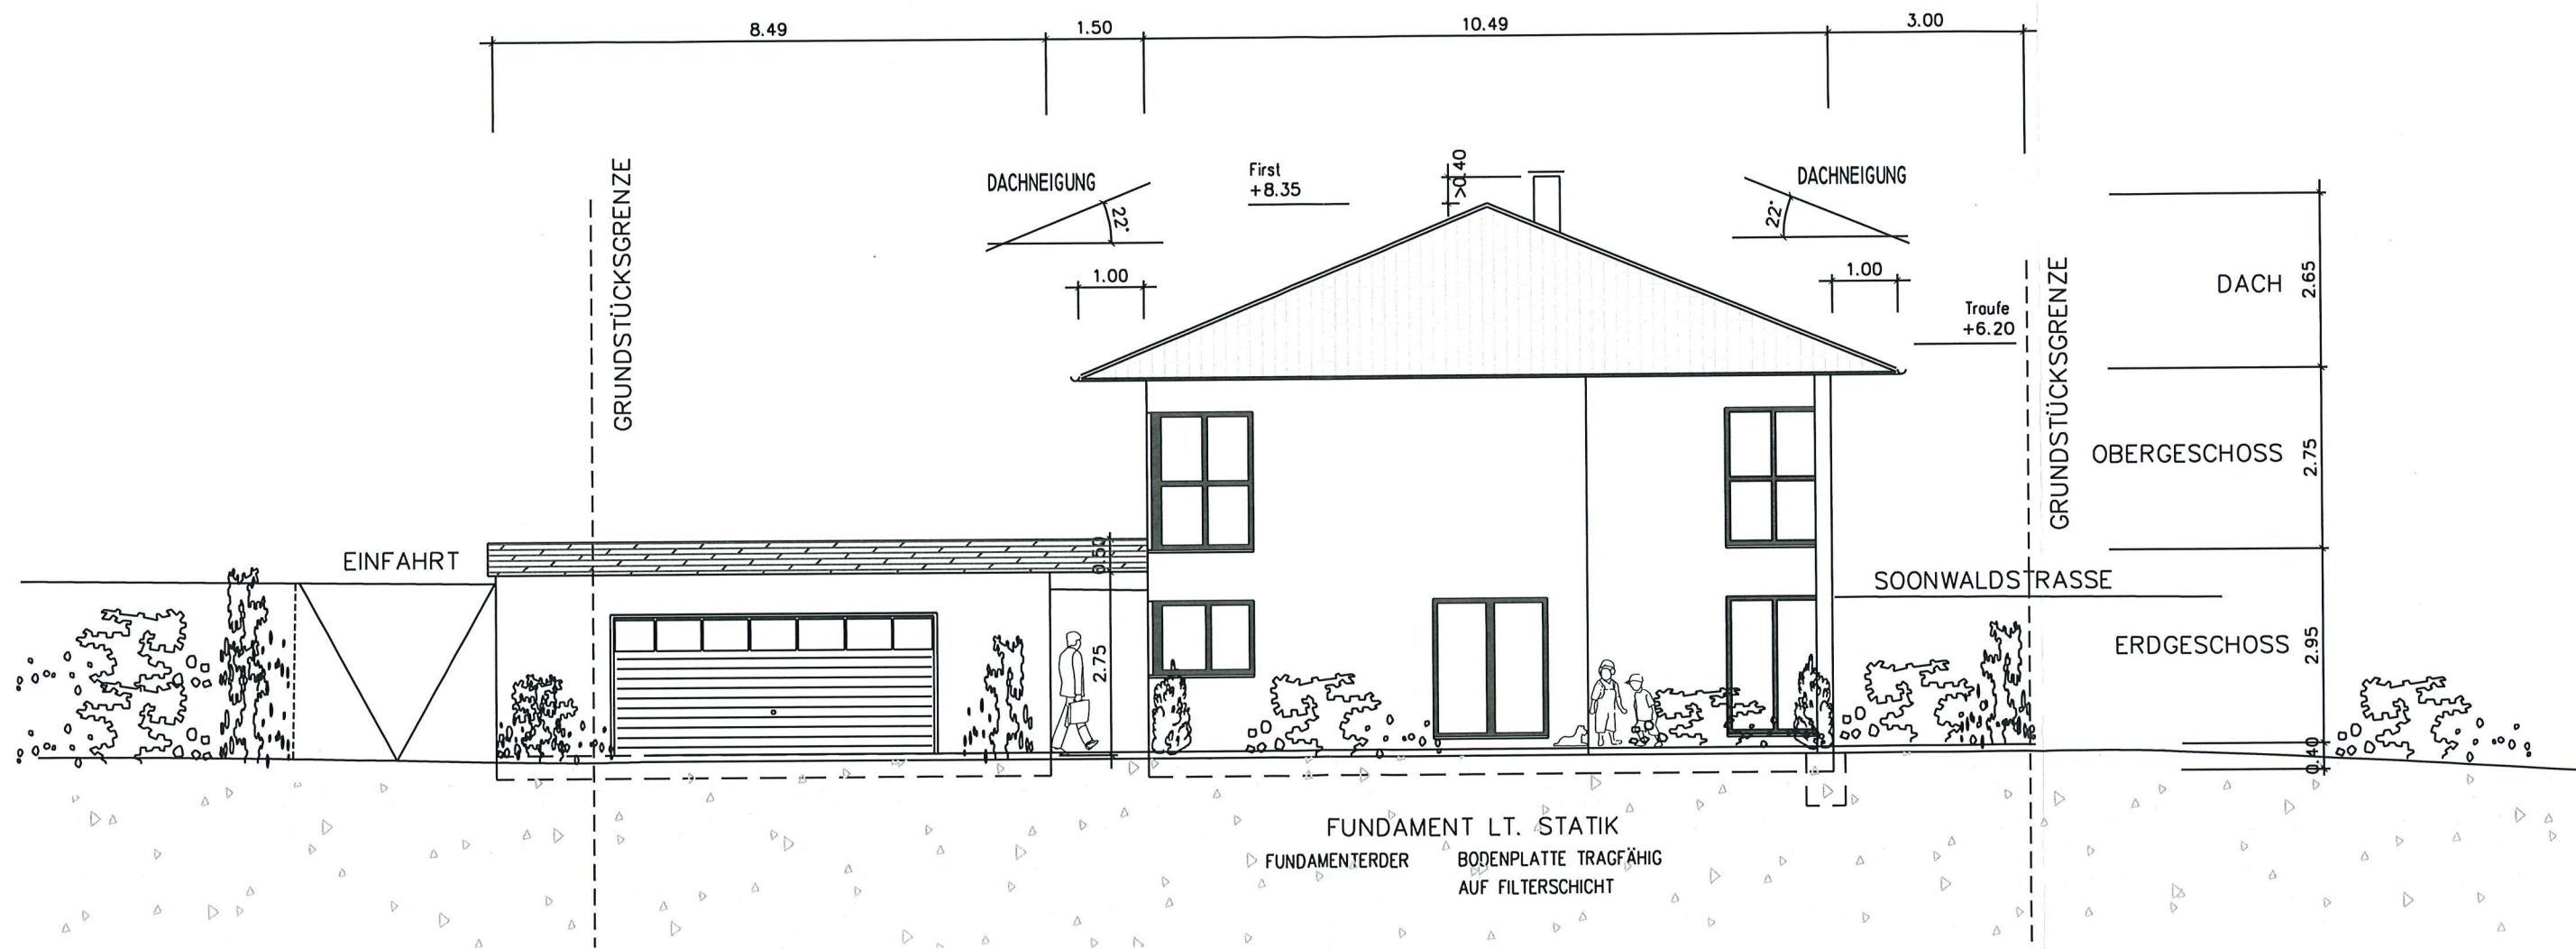 8.49
1.50
10.49
3.00
GRUNDSTÜCKSGRENZE
DACHNEIGUNG
22°
First
+8.35
>0.40
DACHNEIGUNG
22°
1.00
1.00
Traufe
+6.20
GRUNDSTÜCKSGRENZE
DACH
2.65
OBERGESCHOSS
2.75
EINFAHRT
0.50
SOONWALDSTRASSE
2.75
ERDGESCHOSS
2.95
0.40
FUNDAMENT LT. STATIK
FUNDAMENTERDER
BODENPLATTE TRAGFÄHIG
AUF FILTERSCHICHT